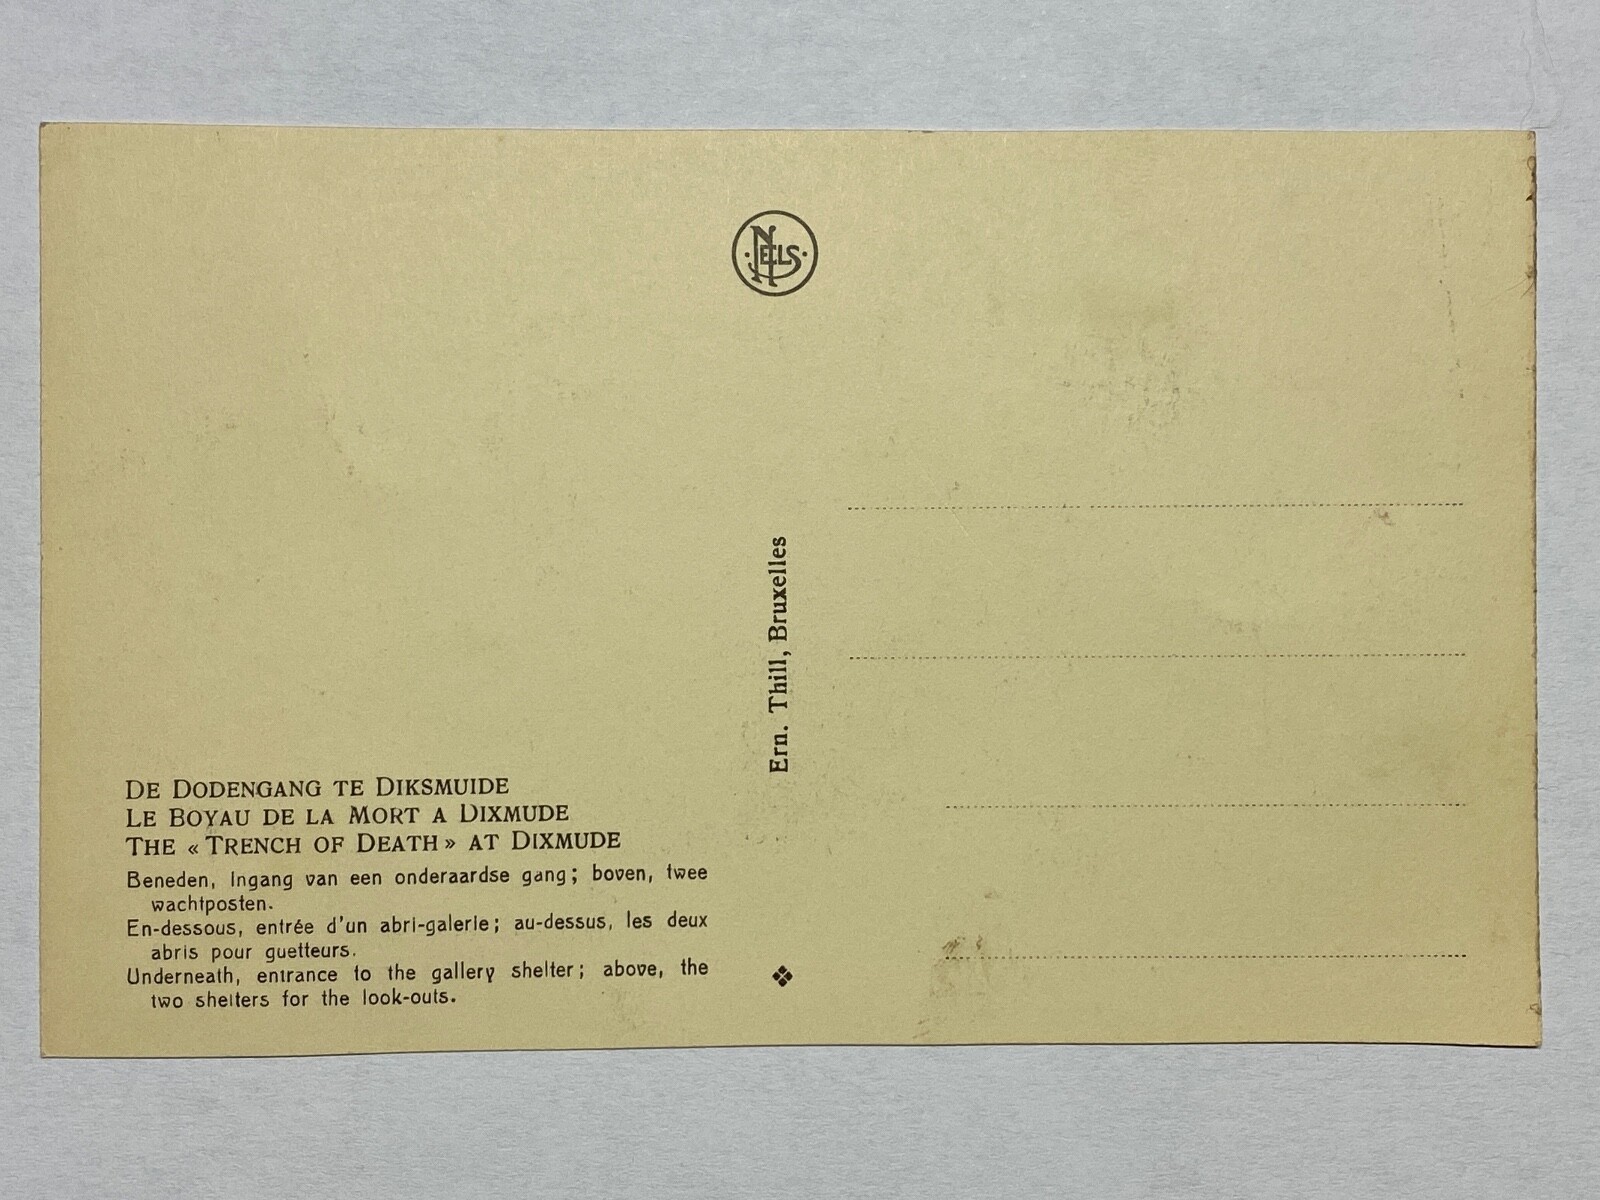 NELS
Ern. Thill, Bruxelles
DE DODENGANG TE DIKSMUIDE
LE BOYAU DE LA MORT A DIXMUDE
THE « TRENCH OF DEATH » AT DIXMUDE
Beneden, Ingang van een onderaardse gang; boven, twee
wachtposten.
En-dessous, entrée d'un abri-galerie; au-dessus, les deux
abris pour guetteurs.
Underneath, entrance to the gallery shelter; above, the
two shelters for the look-outs.